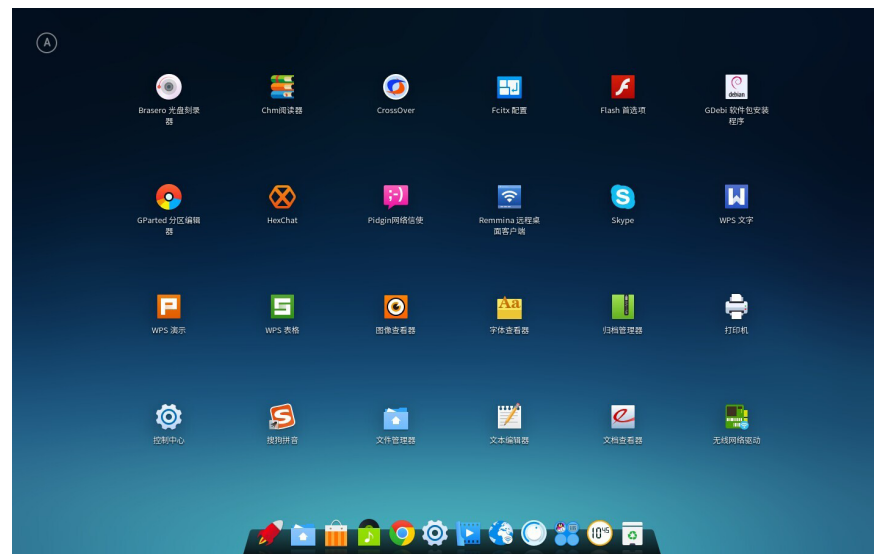 A
Brasero 光盘刻录
器
Chm阅读器
CrossOver
Fcitx 配置
Flash 首选项
debian
GDebi 软件包安装
程序
GParted 分区编辑
器
HexChat
;-)
Pidgin网络信使
Remmina 远程桌
面客户端
S
Skype
W
WPS 文字
P
WPS 演示
S
WPS 表格
图像查看器
Aa
字体查看器
归档管理器
打印机
控制中心
S
搜狗拼音
文件管理器
文本编辑器
文档查看器
无线网络驱动
10 45